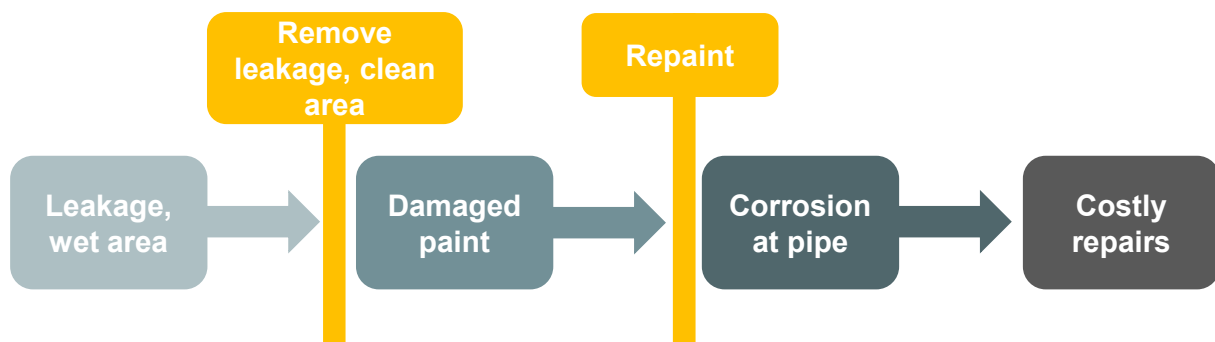 Remove
leakage, clean
area
Repaint
Leakage,
wet area
Damaged
paint
Corrosion
at pipe
Costly
repairs